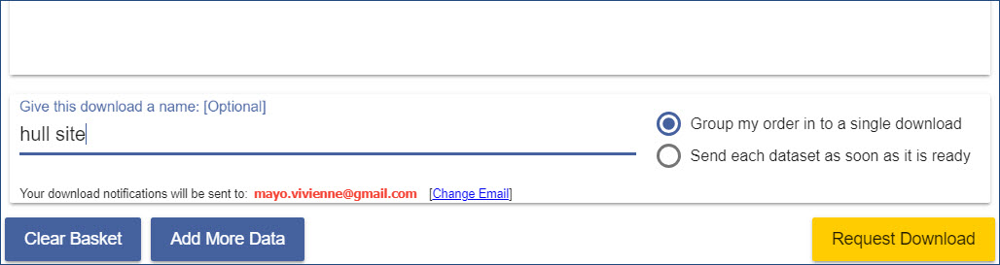 Give this download a name: [Optional]
hull site
Group my order in to a single download
Send each dataset as soon as it is ready
Your download notifications will be sent to: mayo.vivienne@gmail.com [Change Email]
Clear Basket
Add More Data
Request Download